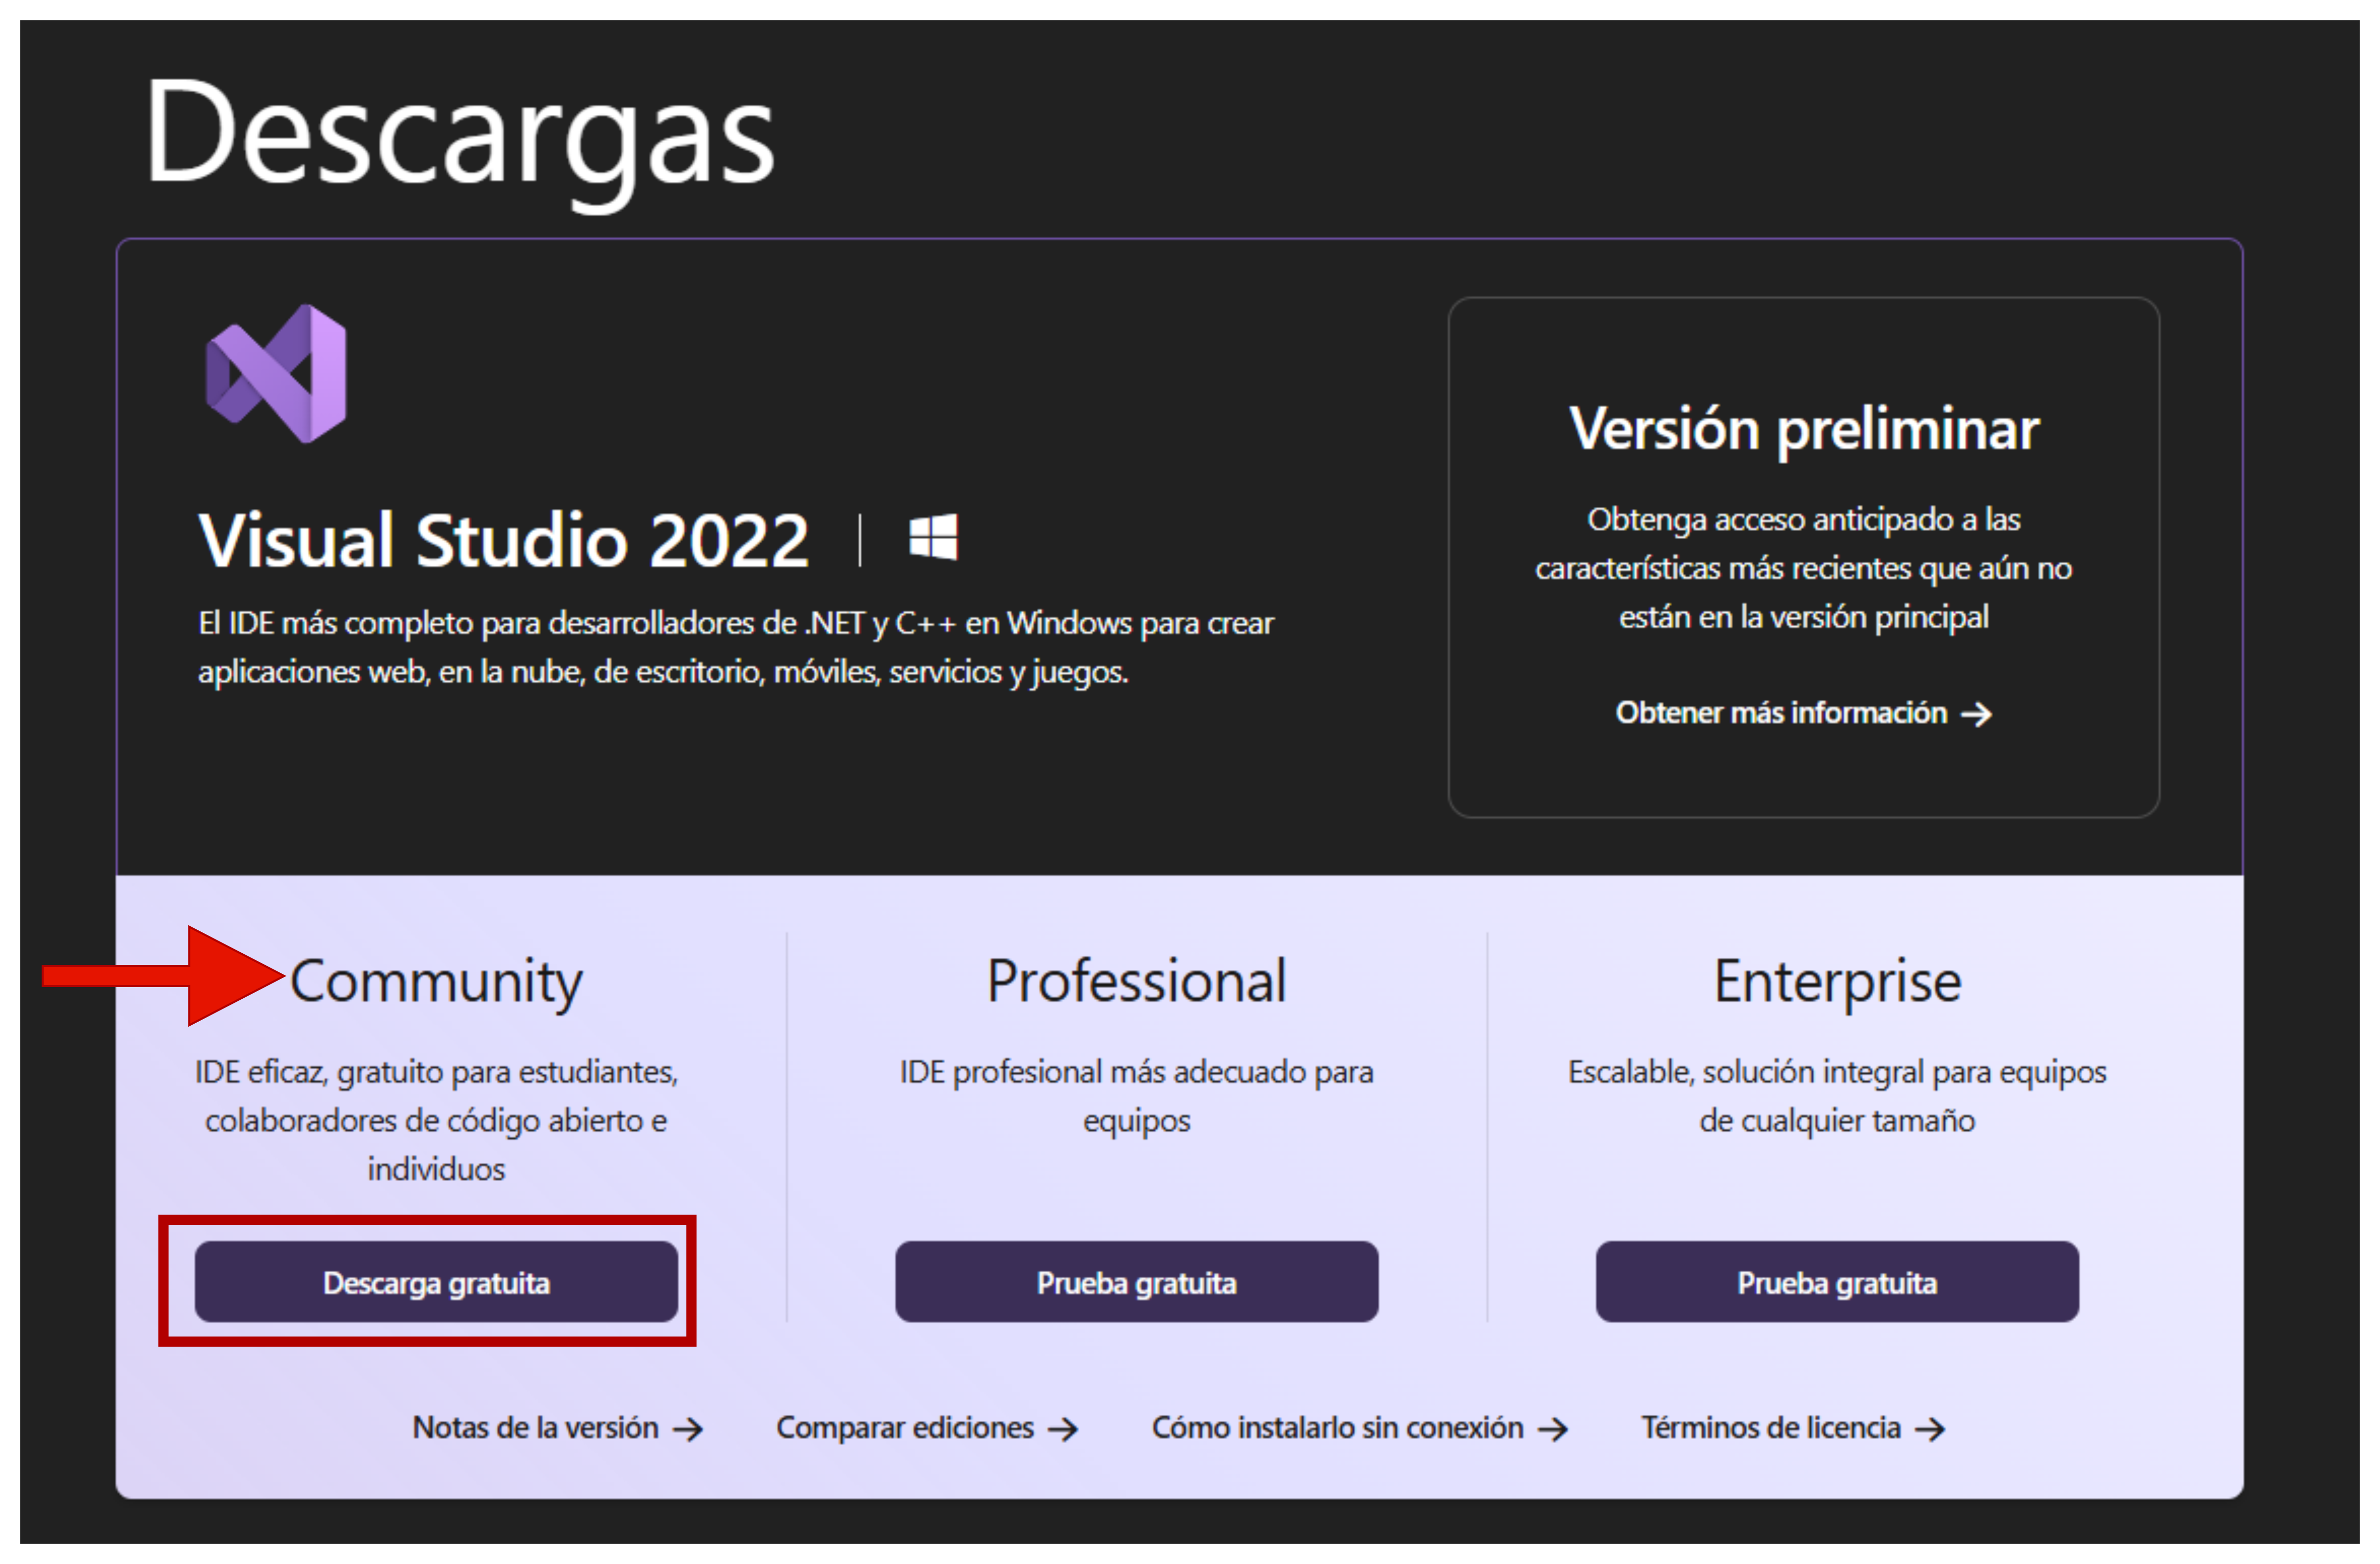 Descargas
Visual Studio 2022
El IDE más completo para desarrolladores de .NET y C++ en Windows para crear
aplicaciones web, en la nube, de escritorio, móviles, servicios y juegos.
Versión preliminar
Obtenga acceso anticipado a las
características más recientes que aún no
están en la versión principal
Obtener más información →
Community
IDE eficaz, gratuito para estudiantes,
colaboradores de código abierto e
individuos
Descarga gratuita
Professional
IDE profesional más adecuado para
equipos
Prueba gratuita
Enterprise
Escalable, solución integral para equipos
de cualquier tamaño
Prueba gratuita
Notas de la versión → Comparar ediciones → Cómo instalarlo sin conexión → Términos de licencia →